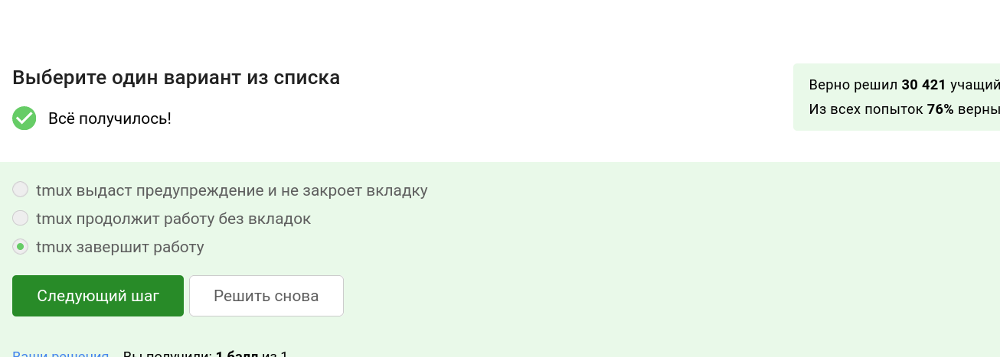 Выберите один вариант из списка
Верно решил 30 421 учащий
Всё получилось!
Из всех попыток 76% верны
tmux выдаст предупреждение и не закроет вкладку
tmux продолжит работу без вкладок
tmux завершит работу
Следующий шаг Решить снова
Ваши решения Вы получили: 1 балл из 1